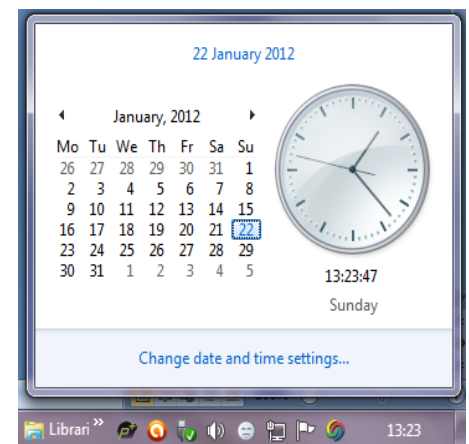 22 January 2012
January, 2012
Mo Tu We Th Fr Sa Su
26 27 28 29 30 31 1
2 3 4 5 6 7 8
9 10 11 12 13 14 15
16 17 18 19 20 21 22
23 24 25 26 27 28 29
30 31 1 2 3 4 5
13:23:47
Sunday
Change date and time settings...
Librari »
13:23